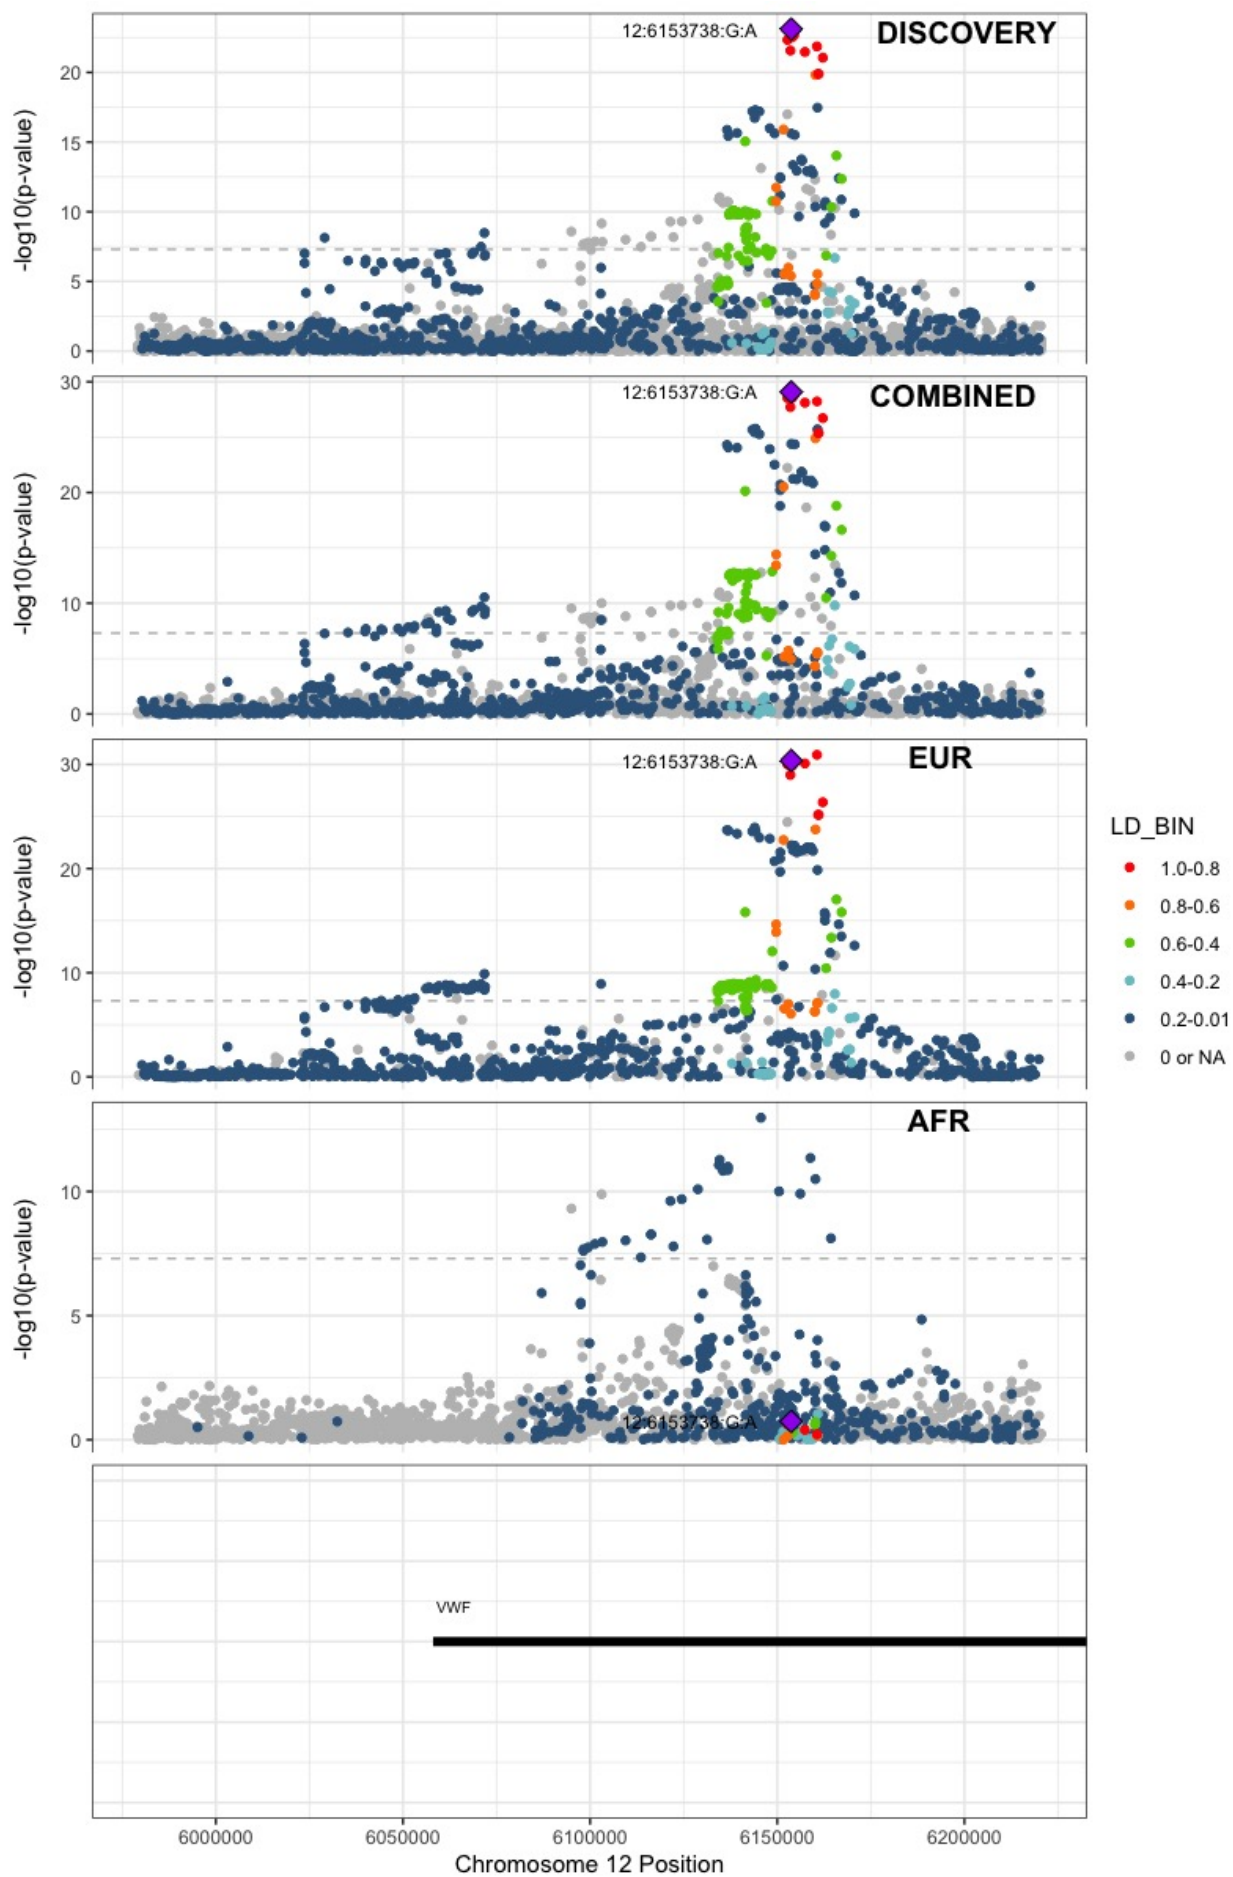 12:6153738:G:A
DISCOVERY
20
15
10
5
0
-log10(p-value)
12:6153738:G:A
COMBINED
30
20
10
0
-log10(p-value)
12:6153738:G:A
EUR
30
20
10
0
-log10(p-value)
LD_BIN
1.0-0.8
0.8-0.6
0.6-0.4
0.4-0.2
0.2-0.01
0 or NA
AFR
10
5
0
-log10(p-value)
12:6153738:G:A
VWF
6000000 6050000 6100000 6150000 6200000
Chromosome 12 Position